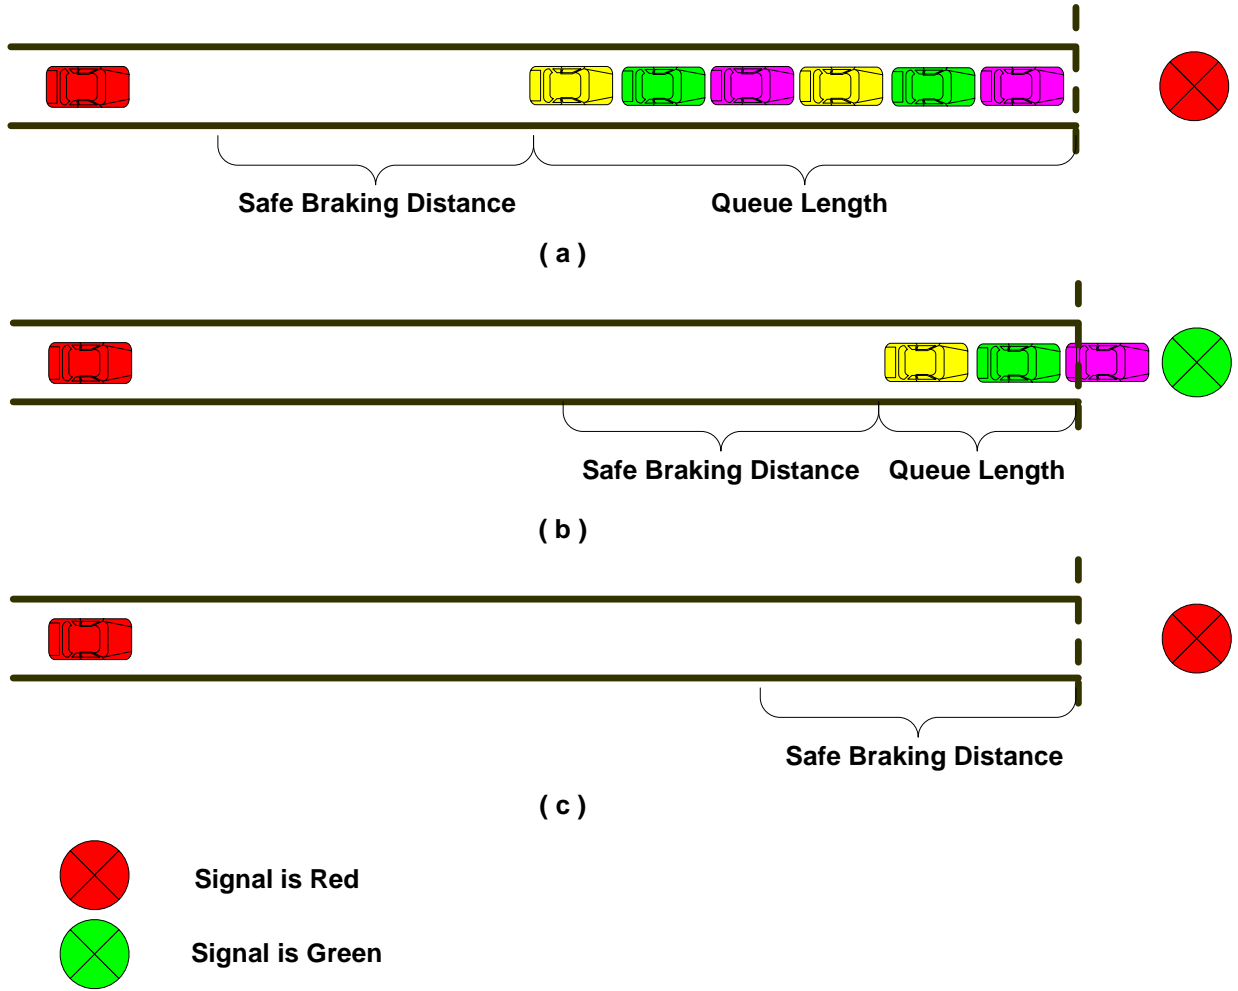 Safe Braking Distance
Queue Length
( a )
Safe Braking Distance
Queue Length
( b )
Safe Braking Distance
( c )
Signal is Red
Signal is Green